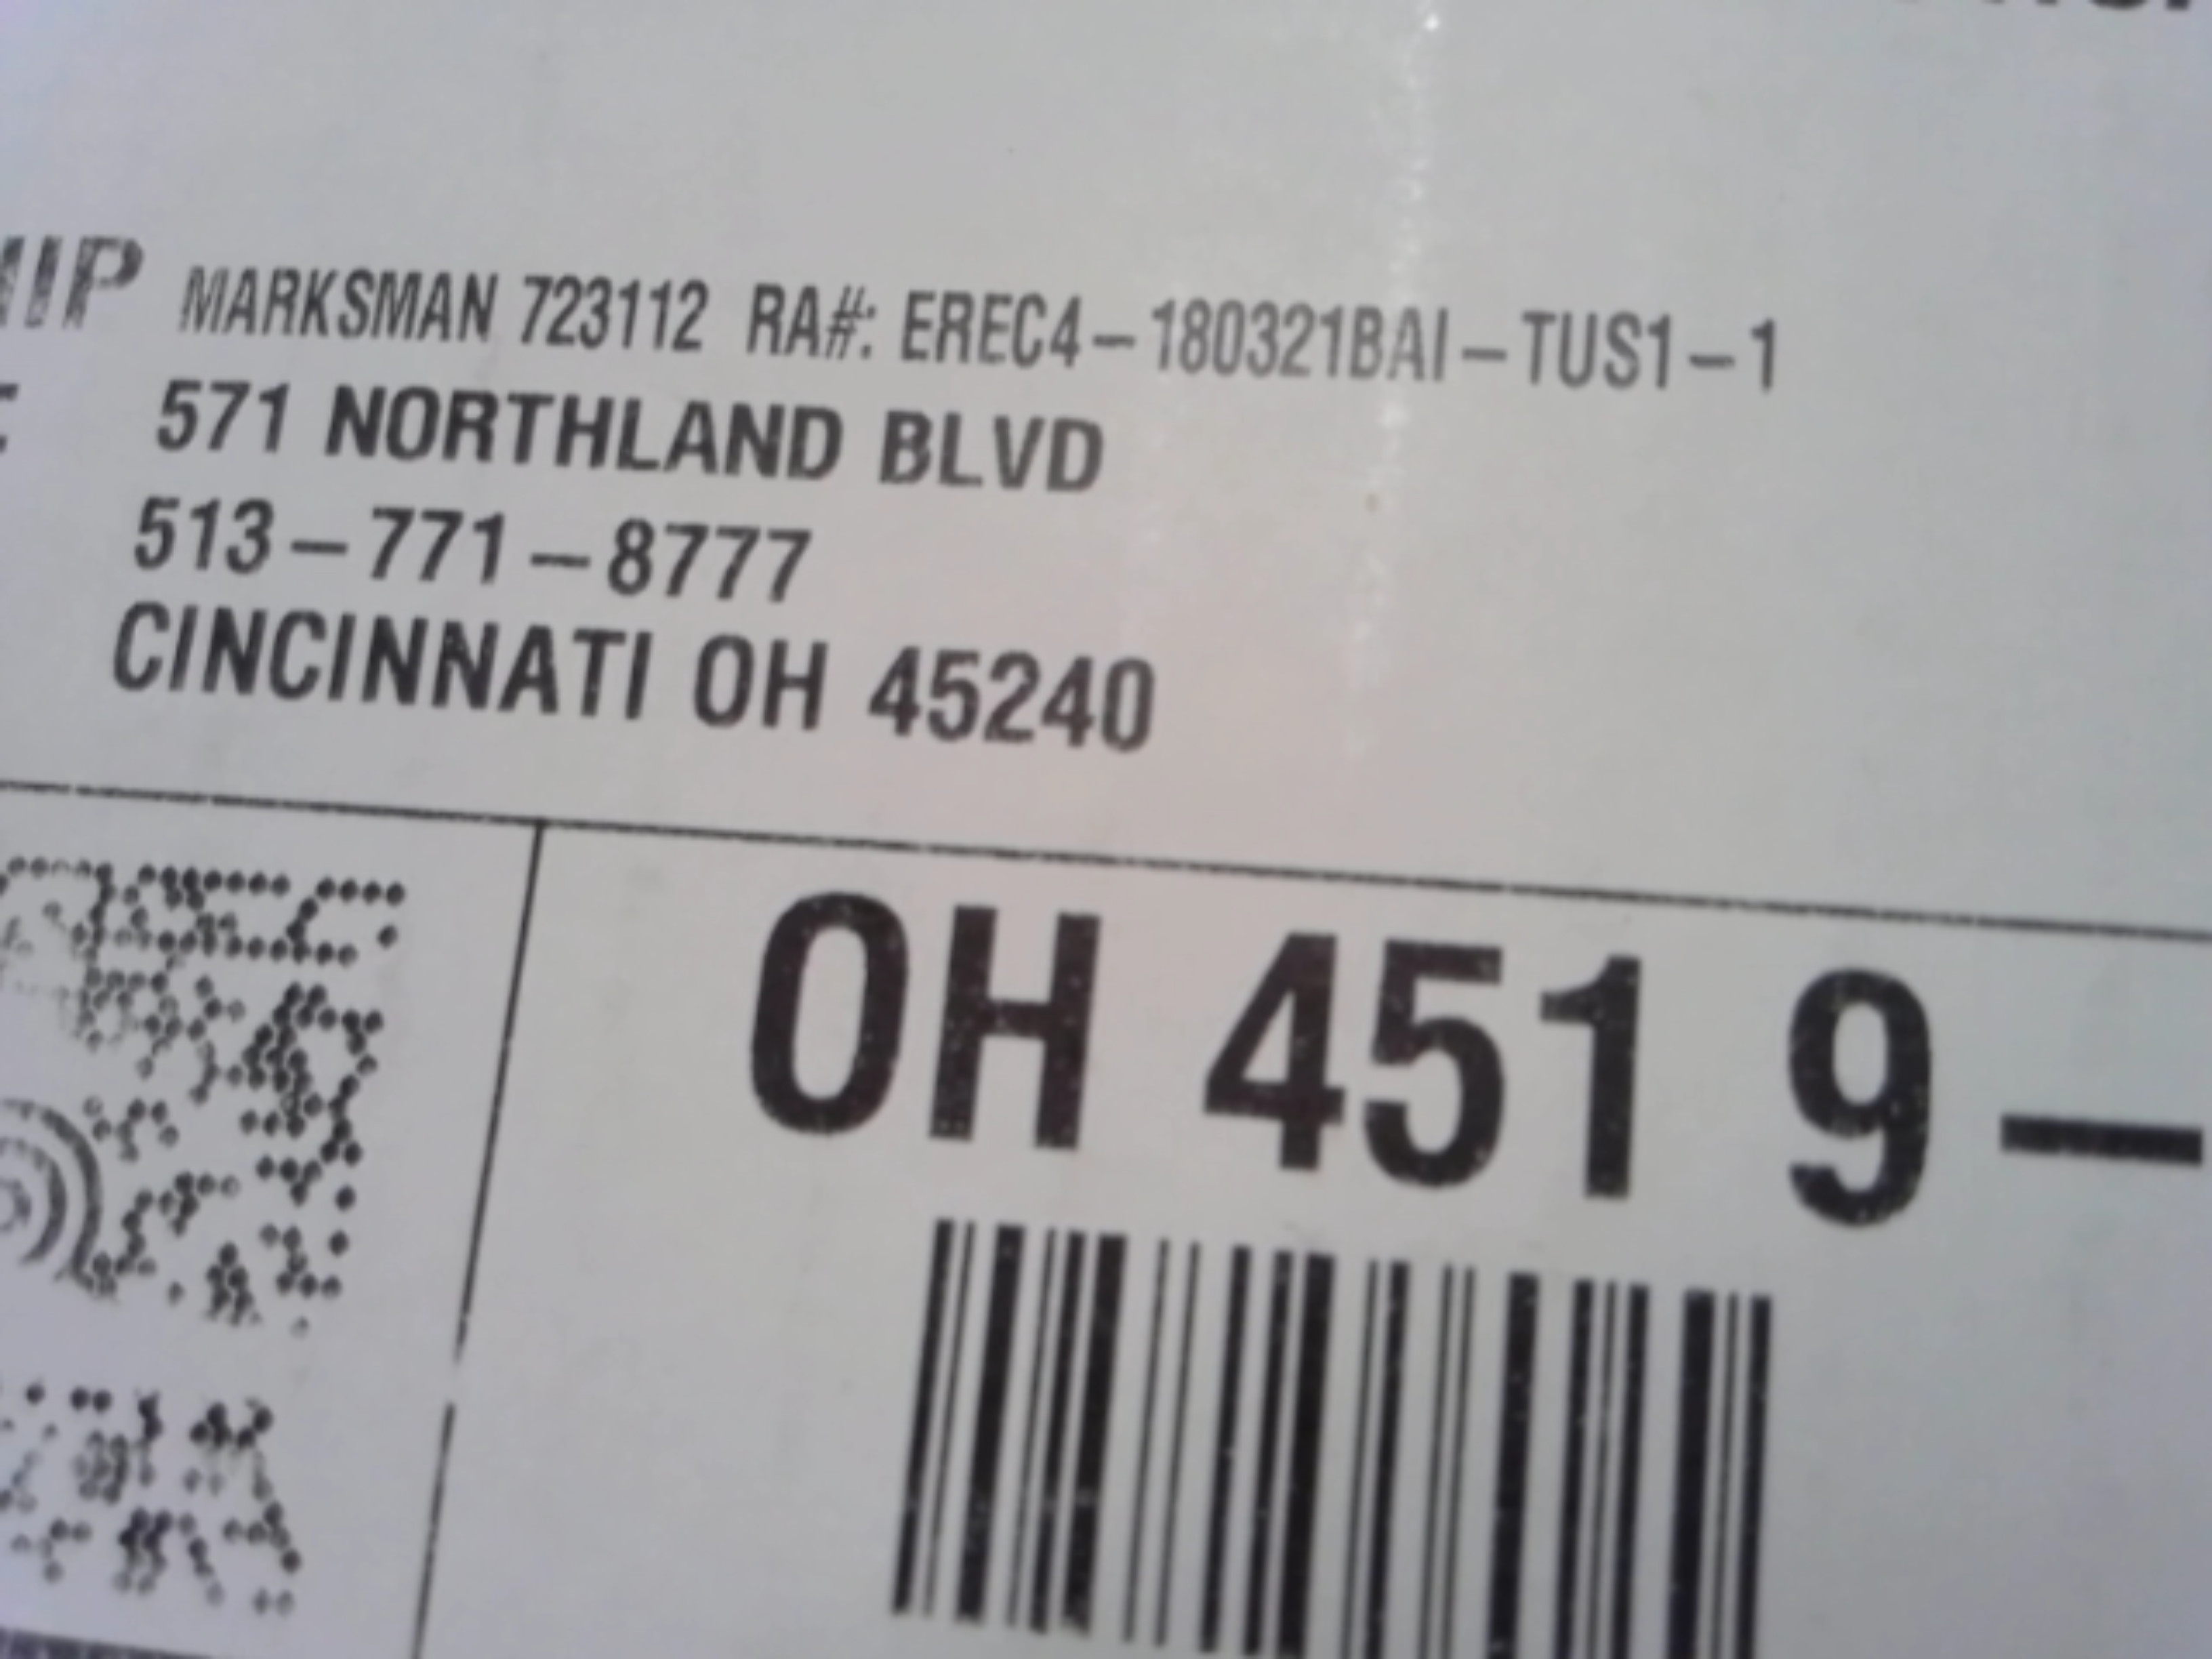 MARKSMAN 723112 RA#: EREC4-180321BAI-TUS1-1
571 NORTHLAND BLVD
513-771-8777
CINCINNATI OH 45240
OH 451 9-